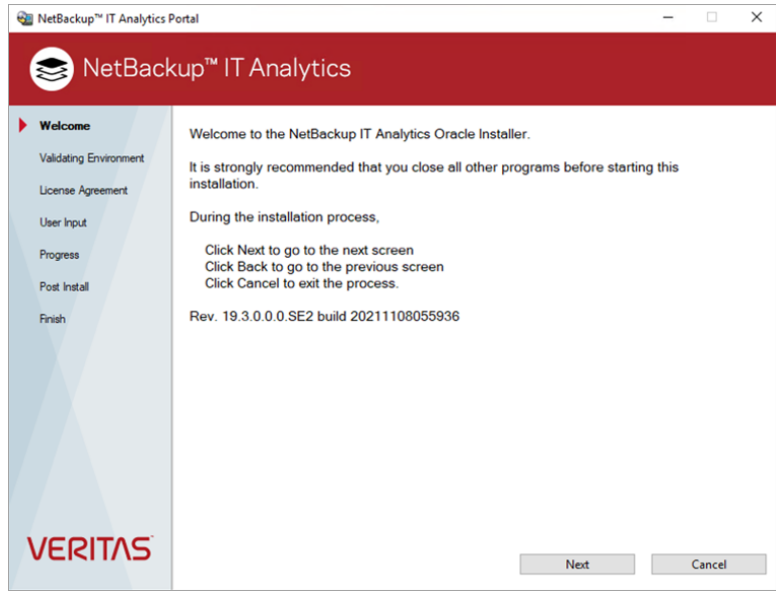 NetBackup™ IT Analytics Portal
NetBackup™ IT Analytics
Welcome
Validating Environment
License Agreement
User Input
Progress
Post Install
Finish
Welcome to the NetBackup IT Analytics Oracle Installer.
It is strongly recommended that you close all other programs before starting this
installation.
During the installation process,
Click Next to go to the next screen
Click Back to go to the previous screen
Click Cancel to exit the process.
Rev. 19.3.0.0.0.SE2 build 20211108055936
VERITAS
Next
Cancel